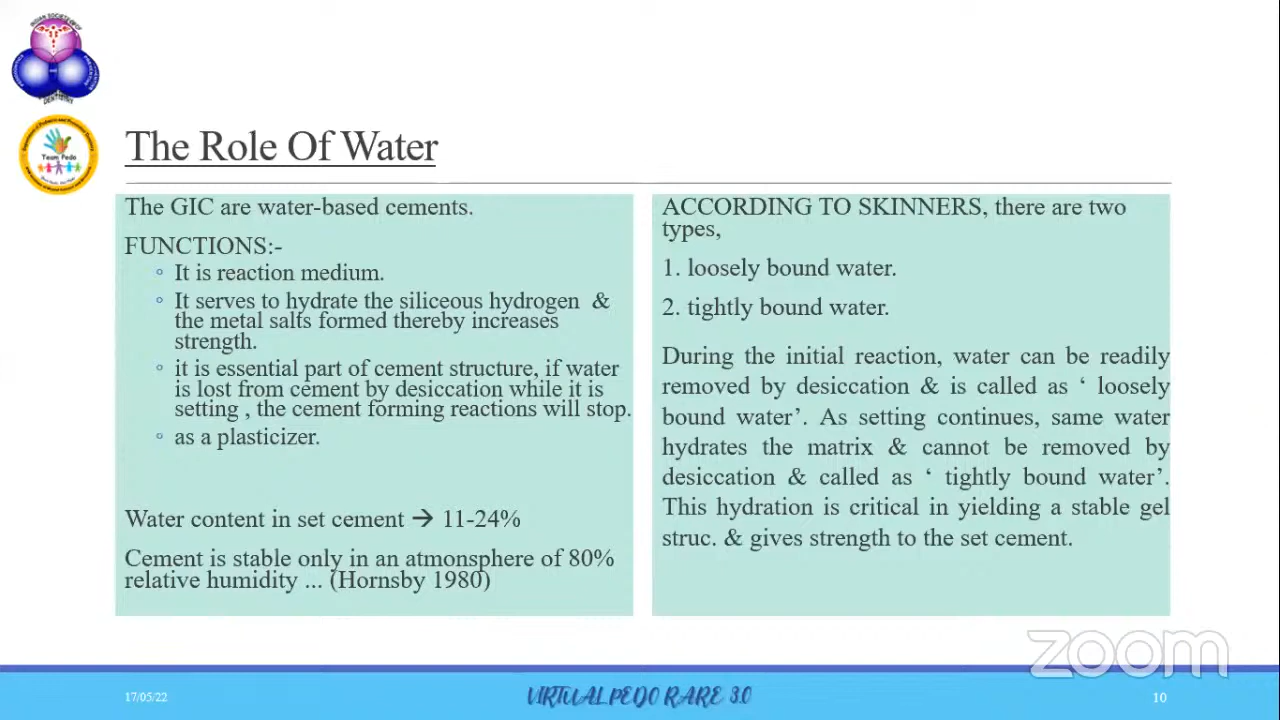 INDIAN SOCIETY OF
DENTISTRY
Team Pedo
The Role Of Water
The GIC are water-based cements.
FUNCTIONS:-
◦ It is reaction medium.
◦ It serves to hydrate the siliceous hydrogen &
the metal salts formed thereby increases
strength.
◦ it is essential part of cement structure, if water
is lost from cement by desiccation while it is
setting , the cement forming reactions will stop.
◦ as a plasticizer.
Water content in set cement → 11-24%
Cement is stable only in an atmonsphere of 80%
relative humidity ... (Hornsby 1980)
ACCORDING TO SKINNERS, there are two
types,
1. loosely bound water.
2. tightly bound water.
During the initial reaction, water can be readily
removed by desiccation & is called as ‘ loosely
bound water’. As setting continues, same water
hydrates the matrix & cannot be removed by
desiccation & called as ‘ tightly bound water’.
This hydration is critical in yielding a stable gel
struc. & gives strength to the set cement.
zoom
17/05/22
VIRTUAL PEDO RARE 3.0
10